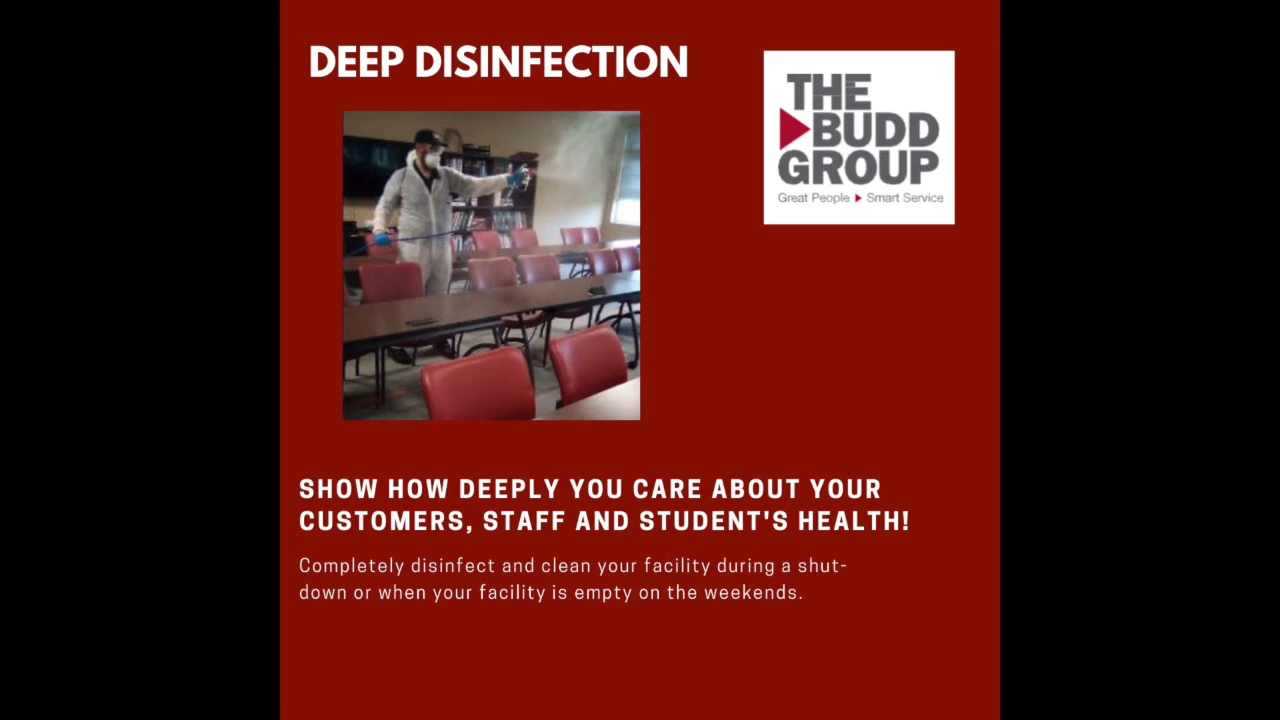 DEEP DISINFECTION
THE
BUDD
GROUP
Great People Smart Service
SHOW HOW DEEPLY YOU CARE ABOUT YOUR
CUSTOMERS, STAFF AND STUDENT'S HEALTH!
Completely disinfect and clean your facility during a shut-
down or when your facility is empty on the weekends.